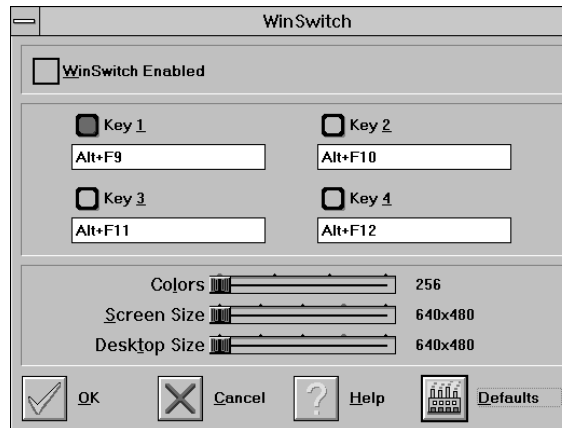 WinSwitch
WinSwitch Enabled
Key 1
Key 2
Alt+F9
Alt+F10
Key 3
Key 4
Alt+F11
Alt+F12
Colors
256
Screen Size
640x480
Desktop Size
640x480
OK
Cancel
Help
Defaults